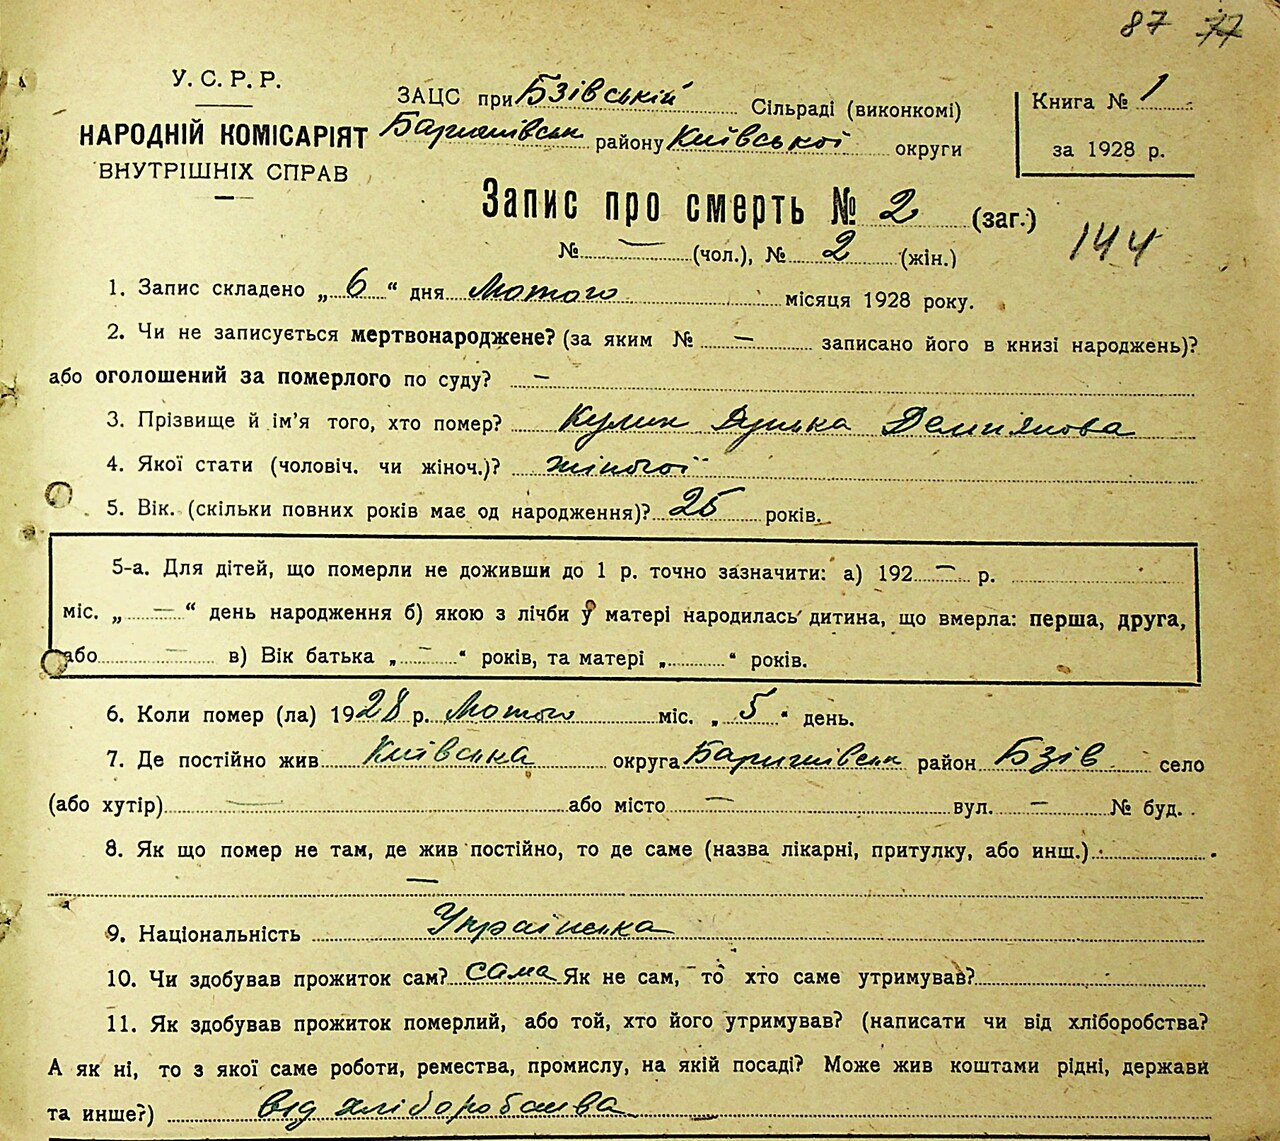 87 77
У. С. Р. Р.
НАРОДНІЙ КОМІСАРІЯТ
ВНУТРІШНІХ СПРАВ
ЗАЦС при Бзівській Сільраді (виконкомі)
Баришівськ району Київської округи
Книга № 1
за 1928 р.
Запис про смерть № 2 (заг.)
№ — (чол.), № 2 (жін.)
144
1. Запис складено „ 6 “ дня Лютого місяця 1928 року.
2. Чи не записується мертвонароджене? (за яким № — записано його в книзі народжень)?
або оголошений за померлого по суду? —
3. Прізвище й ім’я того, хто помер? Кулик Демʼянова
4. Якої стати (чоловіч. чи жіноч.)? жіночої
5. Вік. (скільки повних років має од народження)? 25 років.
5-а. Для дітей, що померли не доживши до 1 р. точно зазначити: а) 192 — р.
міс. „ — “ день народження б) якою з лічби у матері народилась дитина, що вмерла: перша, друга,
або — в) Вік батька „ — “ років, та матері „ “ років.
6. Коли помер (ла) 1928 р. Лютого міс. „ 5 “ день.
7. Де постійно жив Київська округа Баришівськ район Бзів село
(або хутір) — або місто — вул. — № буд.
8. Як що помер не там, де жив постійно, то де саме (назва лікарні, притулку, або инш.)
—
9. Національність Українська
10. Чи здобував прожиток сам? сама Як не сам, то хто саме утримував?
11. Як здобував прожиток померлий, або той, хто його утримував? (написати чи від хліборобства?
А як ні, то з якої саме роботи, ремества, промислу, на якій посаді? Може жив коштами рідні, держави
та инше?) від хліборобства